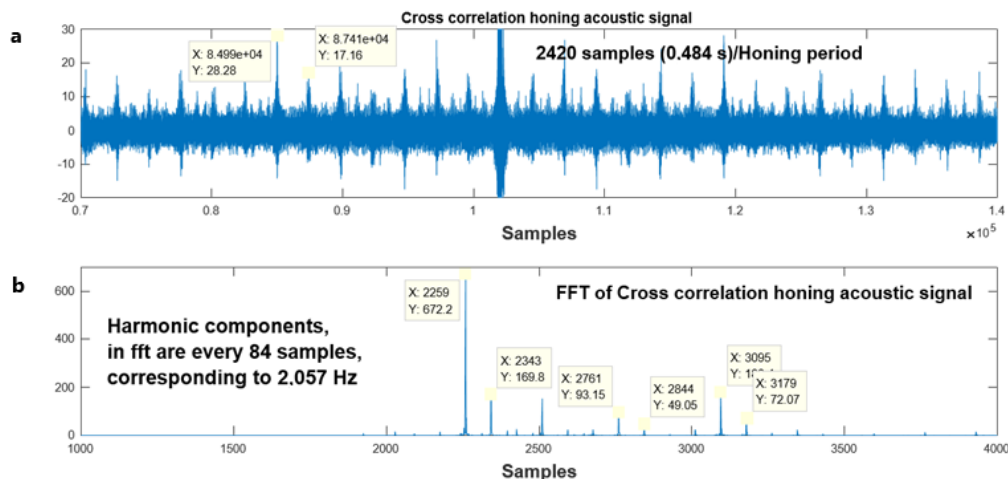 Cross correlation honing acoustic signal
a
30
20
10
0
-10
-20
X: 8.499e+04
Y: 28.28
X: 8.741e+04
Y: 17.16
2420 samples (0.484 s)/Honing period
0.7
0.8
0.9
1
1.1
1.2
1.3
1.4
×10⁵
Samples
b
600
400
200
0
Harmonic components,
in fft are every 84 samples,
corresponding to 2.057 Hz
X: 2259
Y: 672.2
FFT of Cross correlation honing acoustic signal
X: 2343
Y: 169.8
X: 2761
Y: 93.15
X: 2844
Y: 49.05
X: 3095
Y:
X: 3179
Y: 72.07
1000
1500
2000
2500
3000
3500
4000
Samples